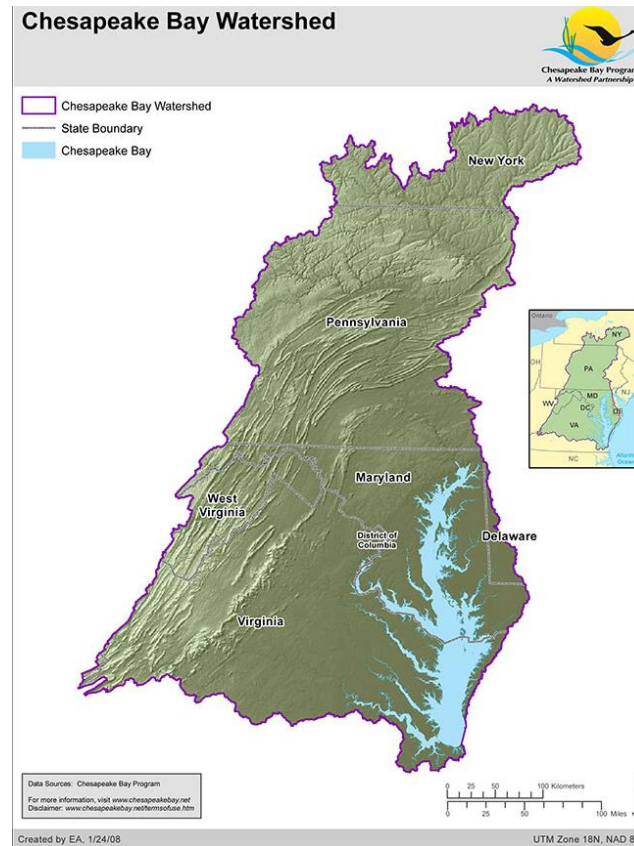 Chesapeake Bay Watershed
Chesapeake Bay Program
A Watershed Partnership
Chesapeake Bay Watershed
State Boundary
Chesapeake Bay
New York
Pennsylvania
Ontario
NY
OH
PA
NJ
WV
MD
DC
DE
VA
Atlantic
Ocean
NC
Maryland
West
Virginia
District of
Columbia
Delaware
Virginia
Data Sources: Chesapeake Bay Program
For more information, visit www.chesapeakebay.net
Disclaimer: www.chesapeakebay.net/termsofuse.htm
0 25 50 100 Kilometers
0 25 50 100 Miles
Created by EA, 1/24/08
UTM Zone 18N, NAD 8